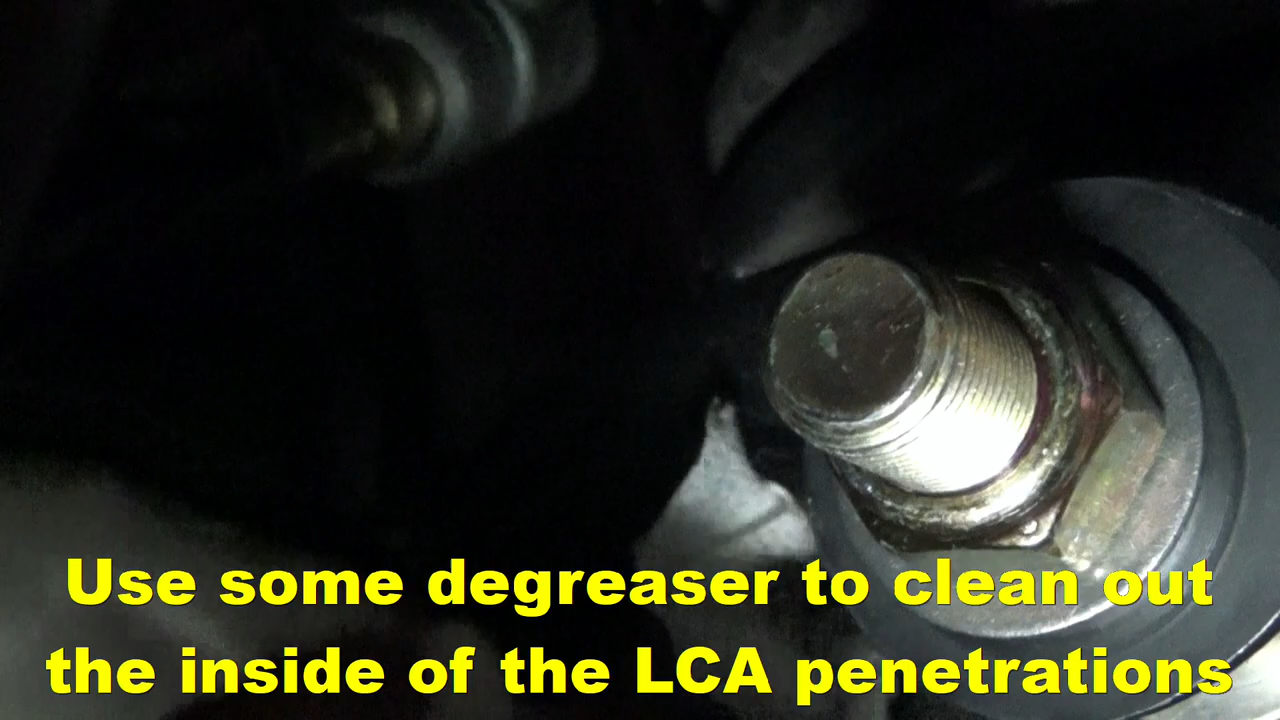 Use some degreaser to clean out
the inside of the LCA penetrations